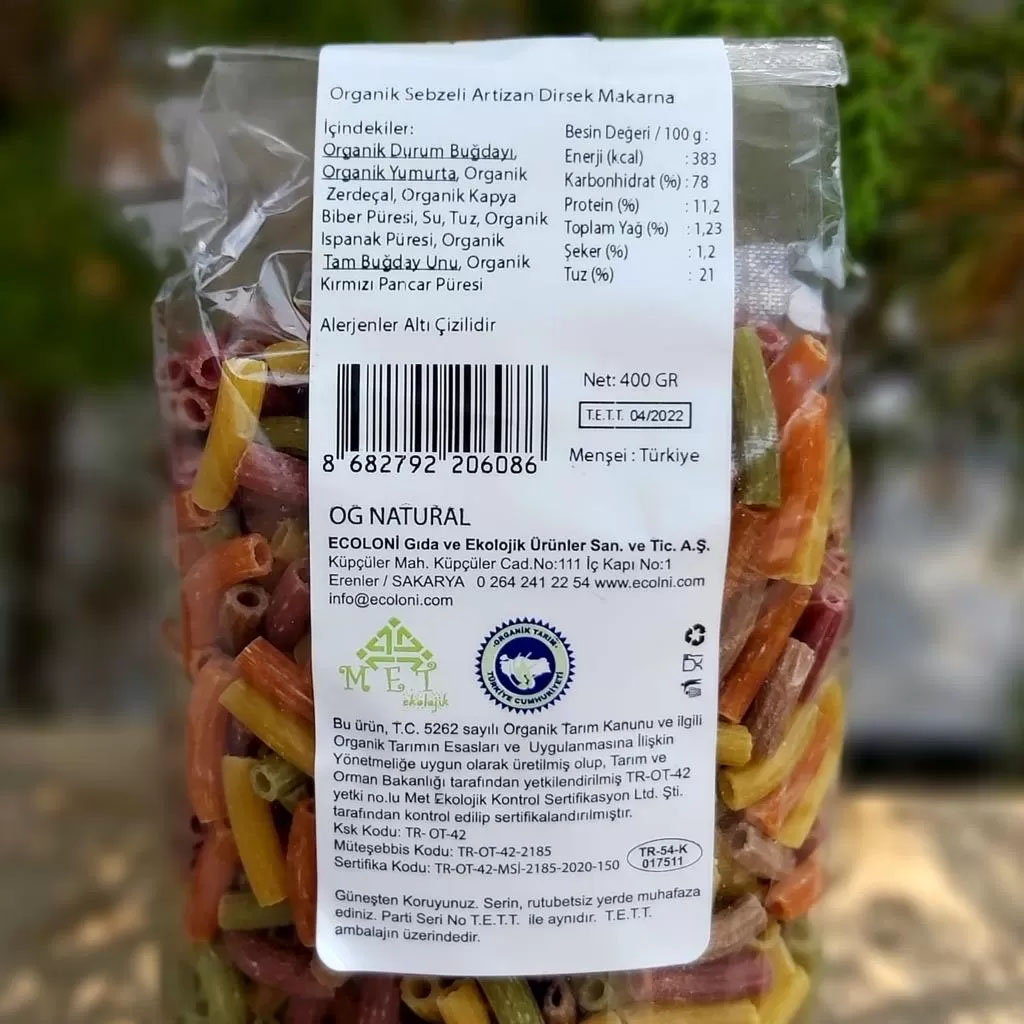 Organik Sebzeli Artizan Dirsek Makarna
İçindekiler:
Organik Durum Buğdayı,
Organik Yumurta, Organik
Zerdeçal, Organik Kapya
Biber Püresi, Su, Tuz, Organik
Ispanak Püresi, Organik
Tam Buğday Unu, Organik
Kırmızı Pancar Püresi
Alerjenler Altı Çizilidir
Besin Değeri / 100 g :
Enerji (kcal) : 383
Karbonhidrat (%) : 78
Protein (%) : 11,2
Toplam Yağ (%) : 1,23
Şeker (%) : 1,2
Tuz (%) : 21
8 682792 206086
Net: 400 GR
T.E.T.T. 04/2022
Menşei : Türkiye
OĞ NATURAL
ECOLONİ Gıda ve Ekolojik Ürünler San. ve Tic. A.Ş.
Küpçüler Mah. Küpçüler Cad.No:111 İç Kapı No:1
Erenler / SAKARYA 0 264 241 22 54 www.ecolni.com
info@ecoloni.com
MET
ekolojik
ORGANİK TARIM
TÜRKİYE CUMHURİYETİ
Bu ürün, T.C. 5262 sayılı Organik Tarım Kanunu ve ilgili
Organik Tarımın Esasları ve Uygulanmasına İlişkin
Yönetmeliğe uygun olarak üretilmiş olup, Tarım ve
Orman Bakanlığı tarafından yetkilendirilmiş TR-OT-42
yetki no.lu Met Ekolojik Kontrol Sertifikasyon Ltd. Şti.
tarafından kontrol edilip sertifikalandırılmıştır.
Ksk Kodu: TR- OT-42
Müteşebbis Kodu: TR-OT-42-2185
Sertifika Kodu: TR-OT-42-MSİ-2185-2020-150
TR-54-K
017511
Güneşten Koruyunuz. Serin, rutubetsiz yerde muhafaza
ediniz. Parti Seri No T.E.T.T. ile aynıdır. T.E.T.T.
ambalajın üzerindedir.